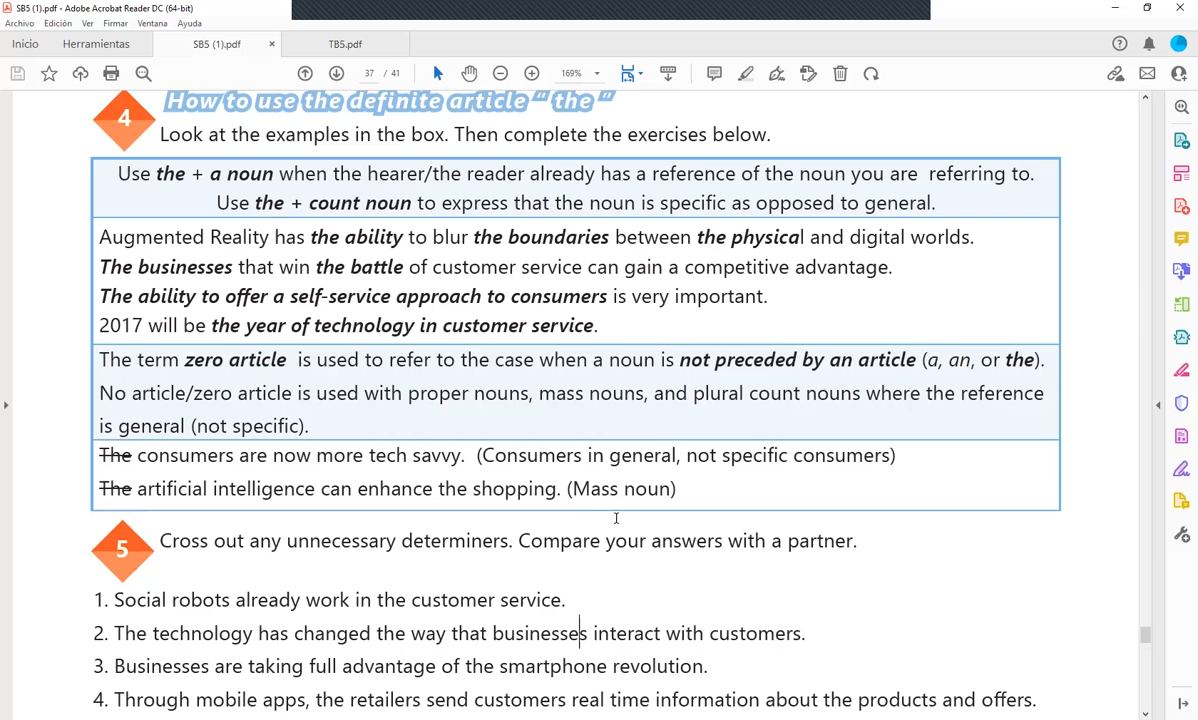 SB5 (1).pdf - Adobe Acrobat Reader DC (64-bit)
Archivo Edición Ver Firmar Ventana Ayuda
Inicio Herramientas SB5 (1).pdf × TB5.pdf
37 / 41 169%
4 How to use the definite article “ the ”
Look at the examples in the box. Then complete the exercises below.
Use the + a noun when the hearer/the reader already has a reference of the noun you are referring to.
Use the + count noun to express that the noun is specific as opposed to general.
Augmented Reality has the ability to blur the boundaries between the physical and digital worlds.
The businesses that win the battle of customer service can gain a competitive advantage.
The ability to offer a self-service approach to consumers is very important.
2017 will be the year of technology in customer service.
The term zero article is used to refer to the case when a noun is not preceded by an article (a, an, or the).
No article/zero article is used with proper nouns, mass nouns, and plural count nouns where the reference
is general (not specific).
The consumers are now more tech savvy. (Consumers in general, not specific consumers)
The artificial intelligence can enhance the shopping. (Mass noun)
5 Cross out any unnecessary determiners. Compare your answers with a partner.
1. Social robots already work in the customer service.
2. The technology has changed the way that businesses interact with customers.
3. Businesses are taking full advantage of the smartphone revolution.
4. Through mobile apps, the retailers send customers real time information about the products and offers.